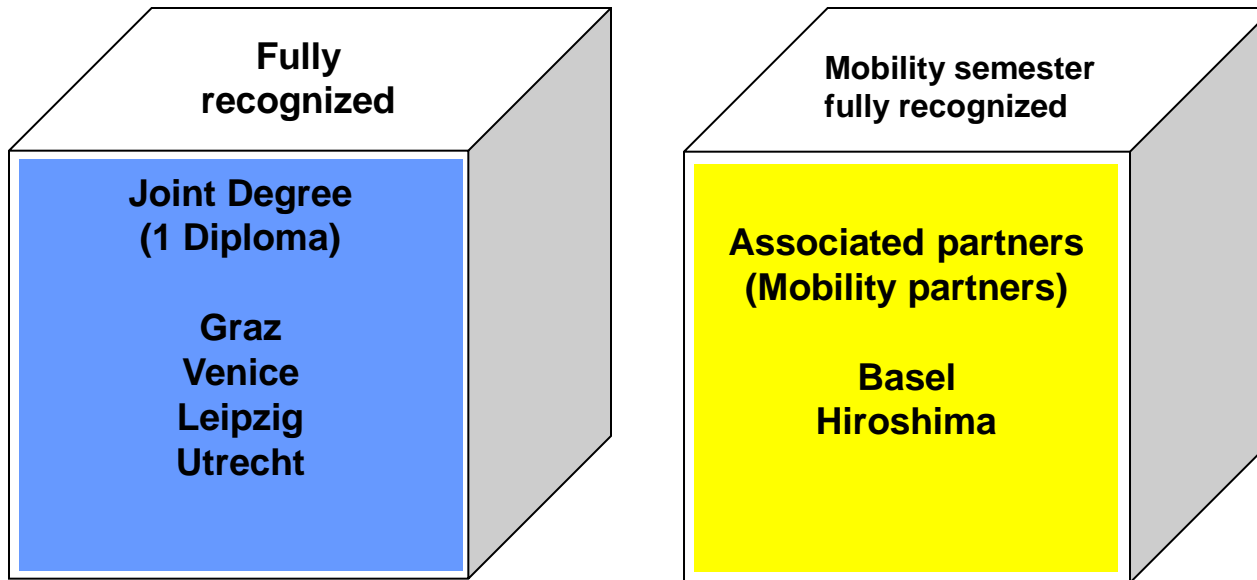 Fully
recognized
Joint Degree
(1 Diploma)
Graz
Venice
Leipzig
Utrecht
Mobility semester
fully recognized
Associated partners
(Mobility partners)
Basel
Hiroshima